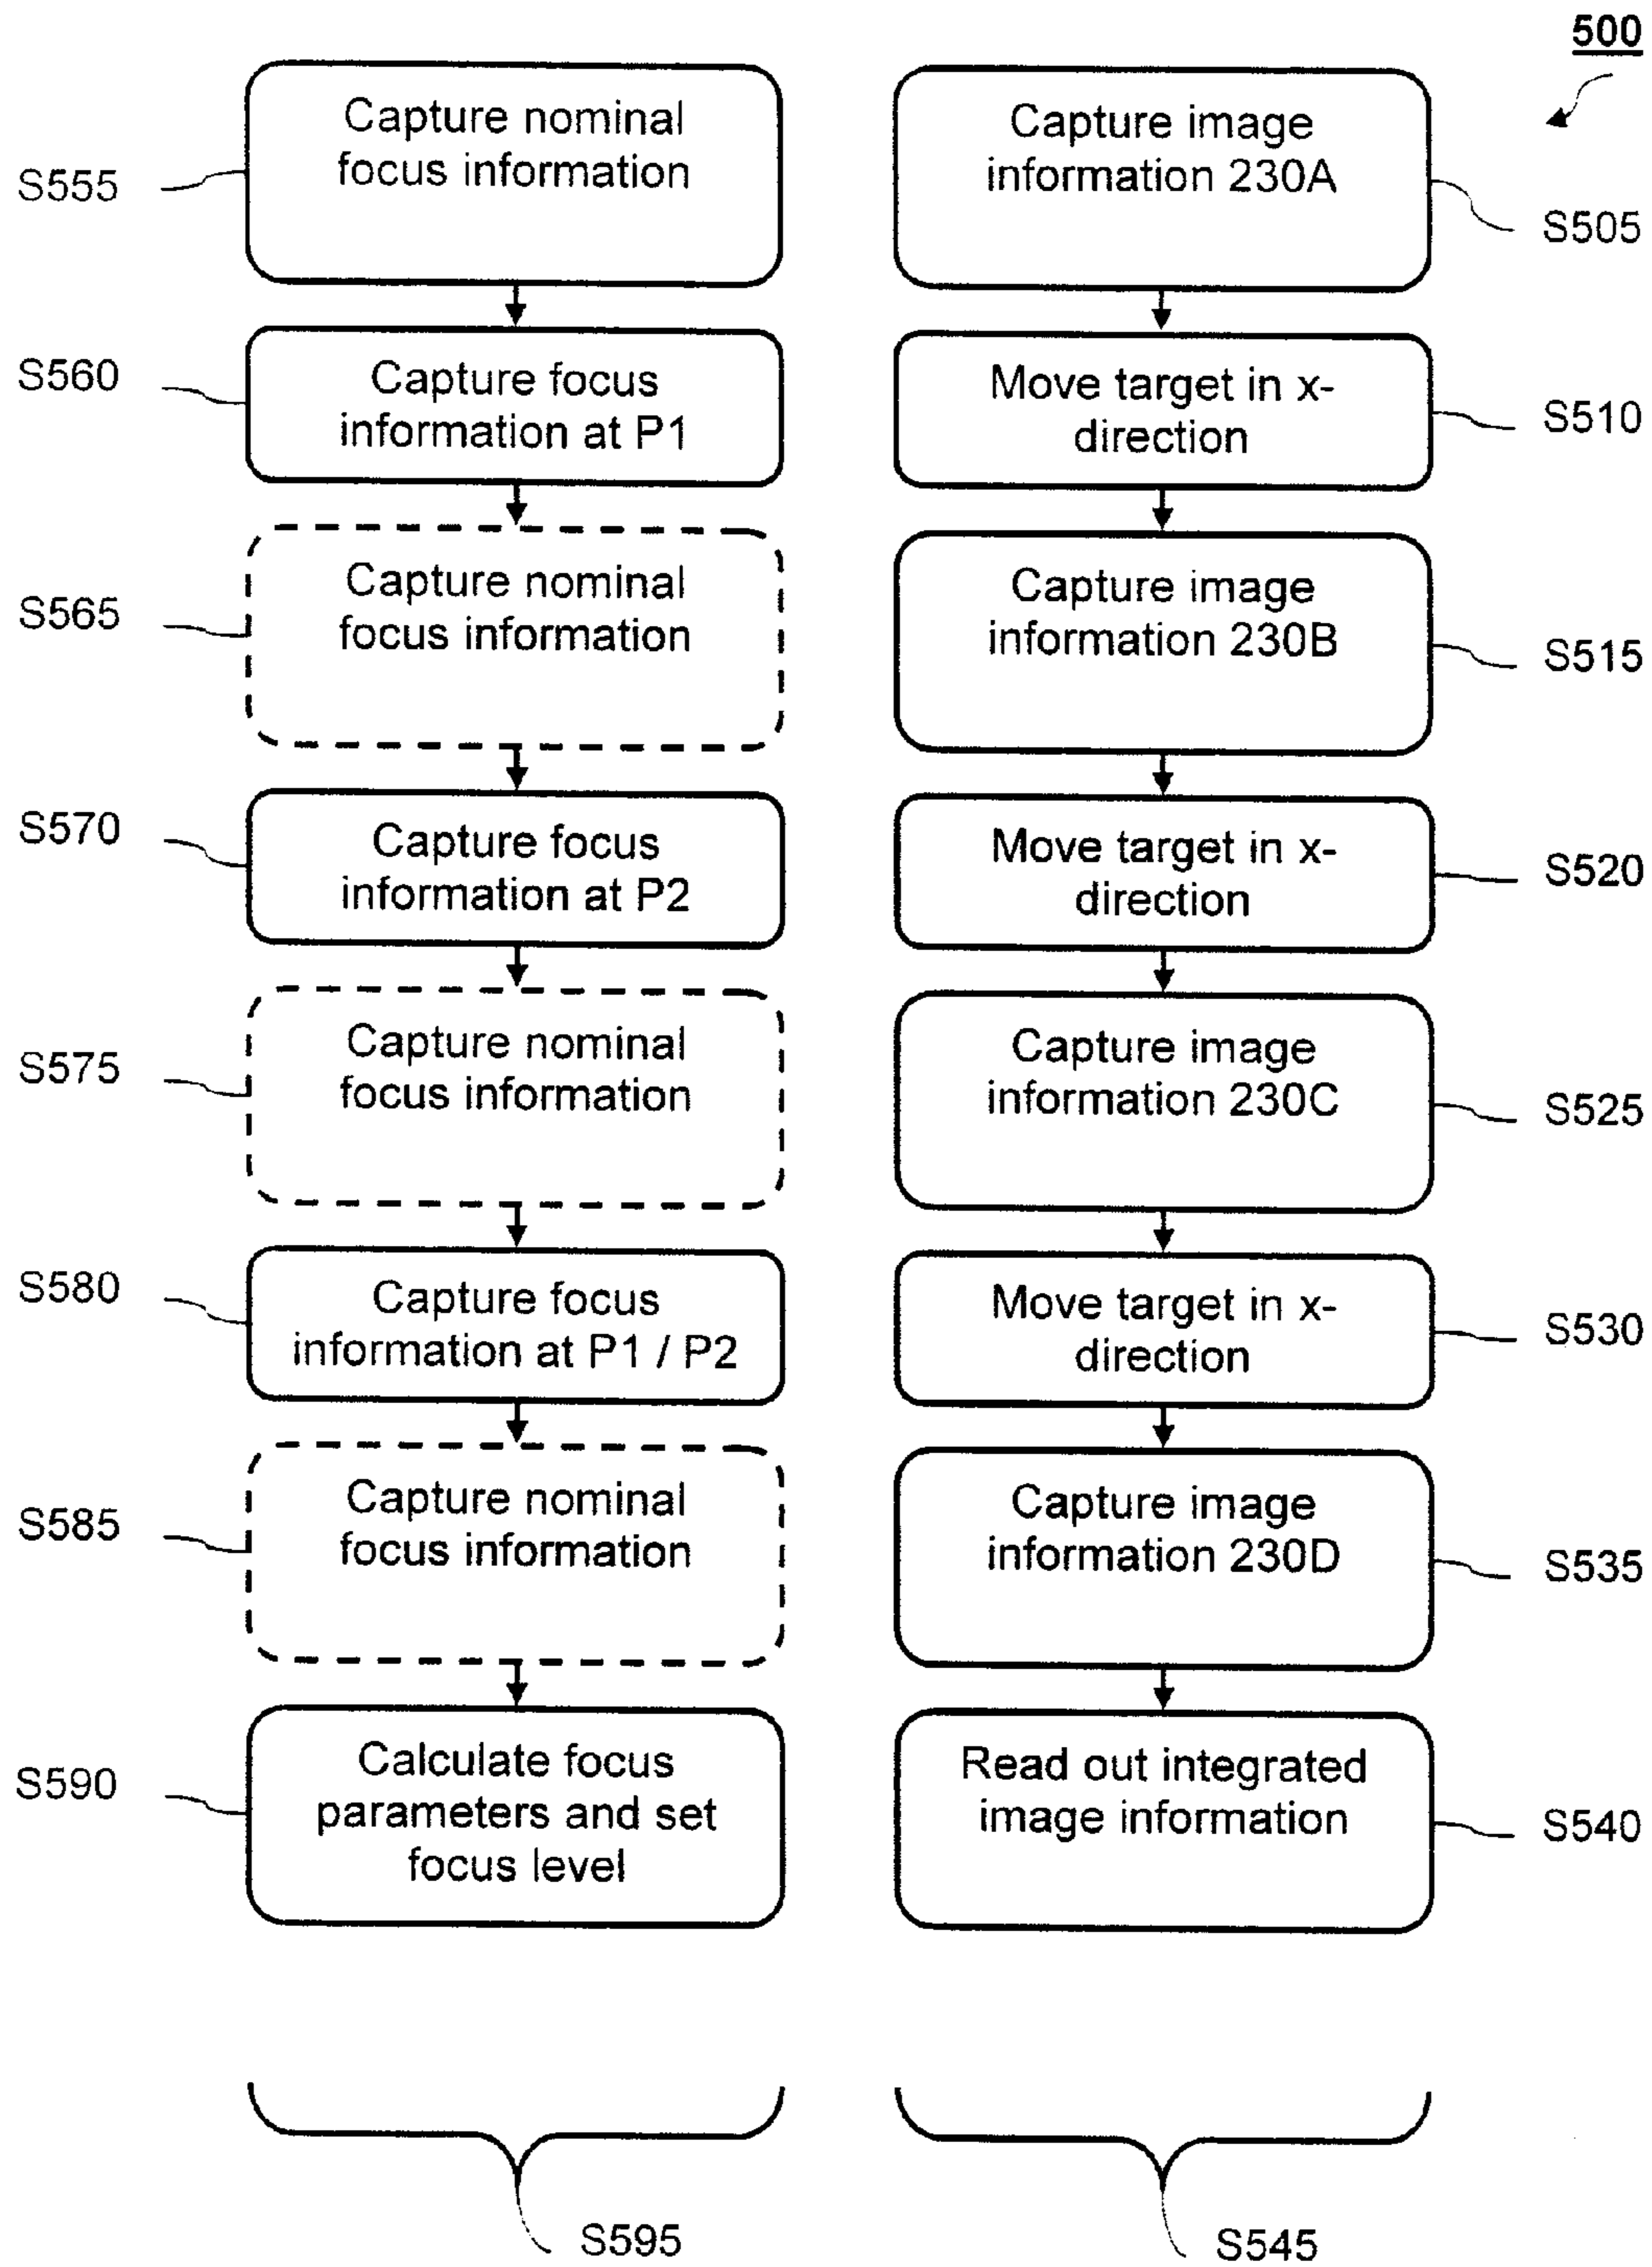 500
S555
Capture nominal
focus information
S560
Capture focus
information at P1
S565
Capture nominal
focus information
S570
Capture focus
information at P2
S575
Capture nominal
focus information
S580
Capture focus
information at P1 / P2
S585
Capture nominal
focus information
S590
Calculate focus
parameters and set
focus level
S595
Capture image
information 230A
S505
Move target in x-
direction
S510
Capture image
information 230B
S515
Move target in x-
direction
S520
Capture image
information 230C
S525
Move target in x-
direction
S530
Capture image
information 230D
S535
Read out integrated
image information
S540
S545